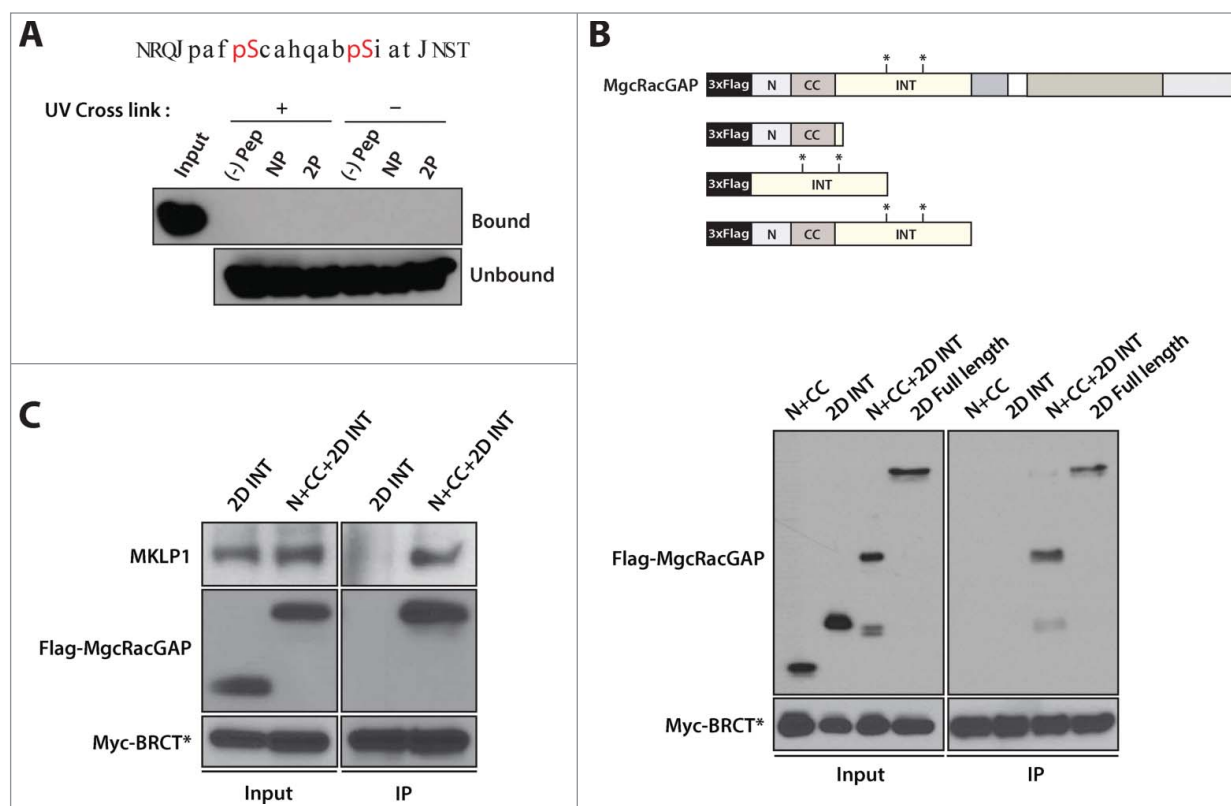 A
NRQJpafpScahqabpSiatJNST
UV Cross link : + −
Input (-) Pep NP 2P (-) Pep NP 2P
Bound
Unbound
B
* *
MgcRacGAP 3xFlag N CC INT
3xFlag N CC
* *
3xFlag INT
* *
3xFlag N CC INT
N+CC 2D INT N+CC+2D INT 2D Full length N+CC 2D INT N+CC+2D INT 2D Full length
Flag-MgcRacGAP
Myc-BRCT*
Input IP
C
2D INT N+CC+2D INT 2D INT N+CC+2D INT
MKLP1
Flag-MgcRacGAP
Myc-BRCT*
Input IP